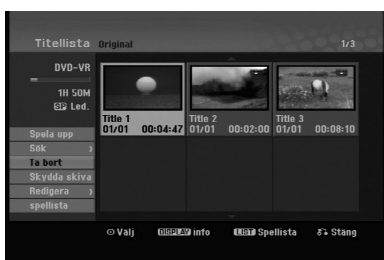 Titellista Original 1/3
DVD-VR
1H 50M
SP Led.
Spela upp
Sök
Ta bort
Skydda skiva
Redigera
spellista
Title 1
01/01 00:04:47
Title 2
01/01 00:02:00
Title 3
01/01 00:08:10
Välj DISPLAY info LIST Spellista Stäng